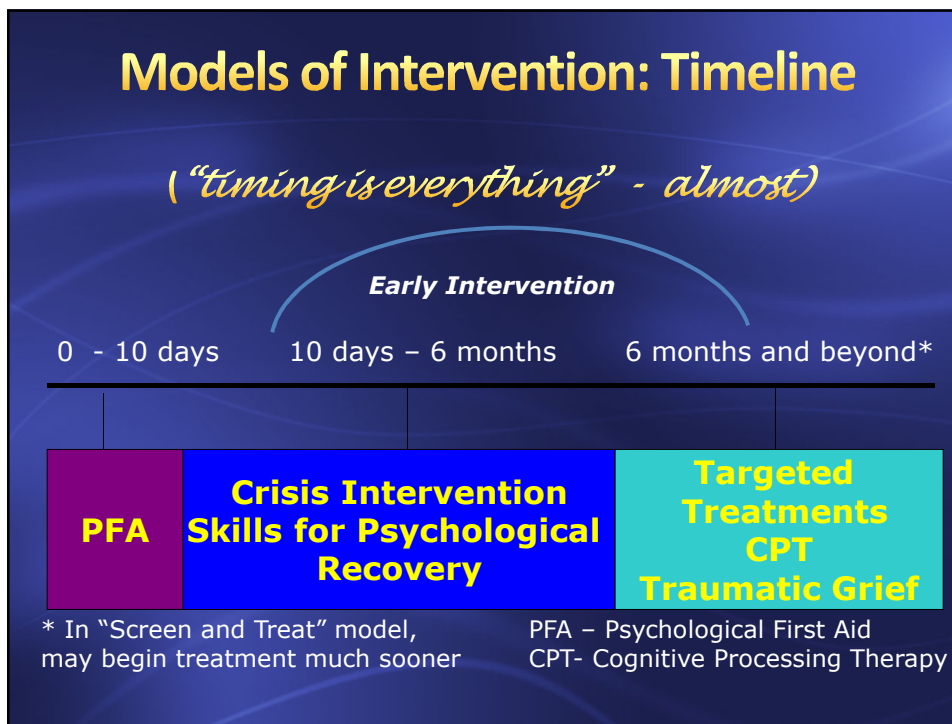 Models of Intervention: Timeline
(“timing is everything” - almost)
Early Intervention
0 - 10 days 10 days – 6 months 6 months and beyond*
PFA
Crisis Intervention
Skills for Psychological
Recovery
Targeted
Treatments
CPT
Traumatic Grief
* In “Screen and Treat” model,
may begin treatment much sooner
PFA – Psychological First Aid
CPT- Cognitive Processing Therapy